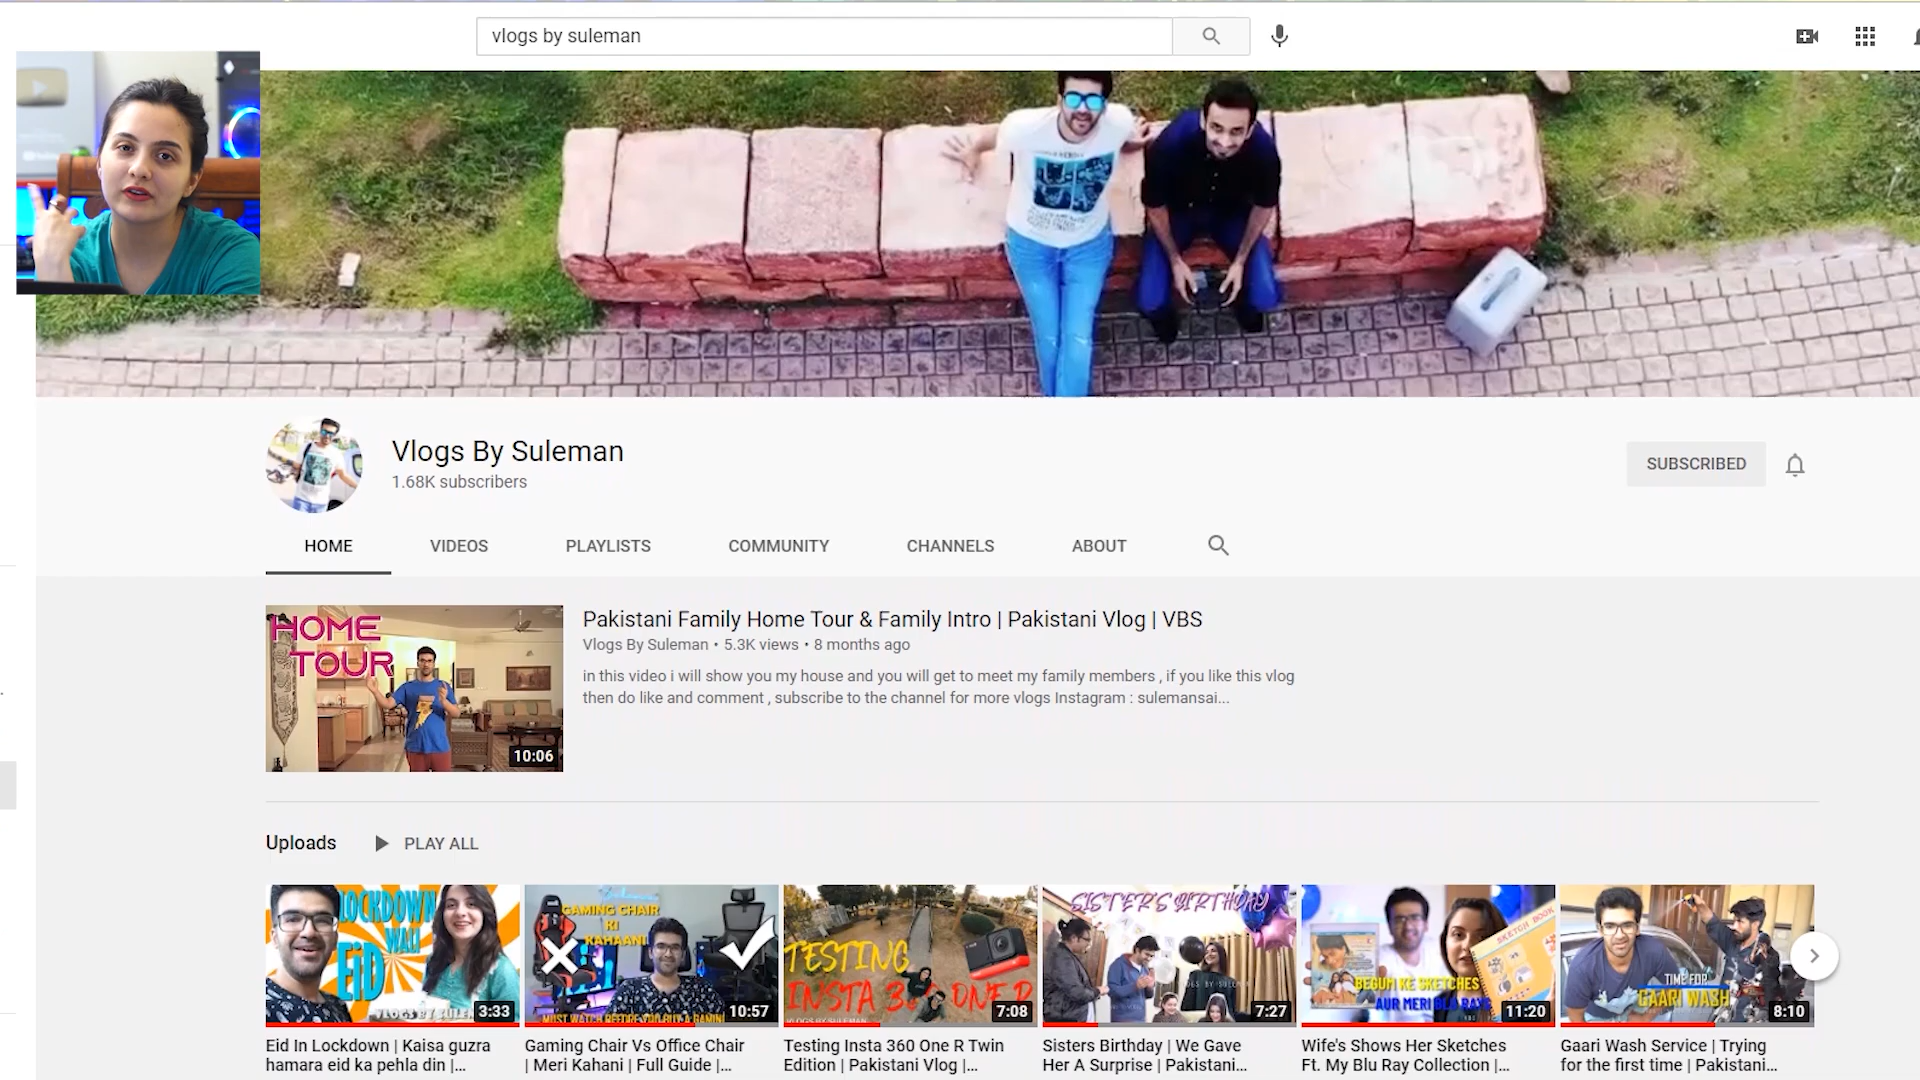 vlogs by suleman
Vlogs By Suleman
1.68K subscribers
SUBSCRIBED
HOME
VIDEOS
PLAYLISTS
COMMUNITY
CHANNELS
ABOUT
HOME
TOUR
10:06
Pakistani Family Home Tour & Family Intro | Pakistani Vlog | VBS
Vlogs By Suleman • 5.3K views • 8 months ago
in this video i will show you my house and you will get to meet my family members , if you like this vlog
then do like and comment , subscribe to the channel for more vlogs Instagram : sulemansai...
Uploads
PLAY ALL
LOCKDOWN
WALI
EiD
3:33
GAMING CHAIR
KI
KAHAANI
10:57
TESTING
INSTA 3
ONE R
7:08
SISTER'S BIRTHDAY
7:27
SKETCH BOOK
BEGUM KE SKETCHES
AUR MERI BLU RAYS
11:20
TIME FOR
GAARI WASH
8:10
Eid In Lockdown | Kaisa guzra
hamara eid ka pehla din |...
Gaming Chair Vs Office Chair
| Meri Kahani | Full Guide |...
Testing Insta 360 One R Twin
Edition | Pakistani Vlog |...
Sisters Birthday | We Gave
Her A Surprise | Pakistani...
Wife's Shows Her Sketches
Ft. My Blu Ray Collection |...
Gaari Wash Service | Trying
for the first time | Pakistani...